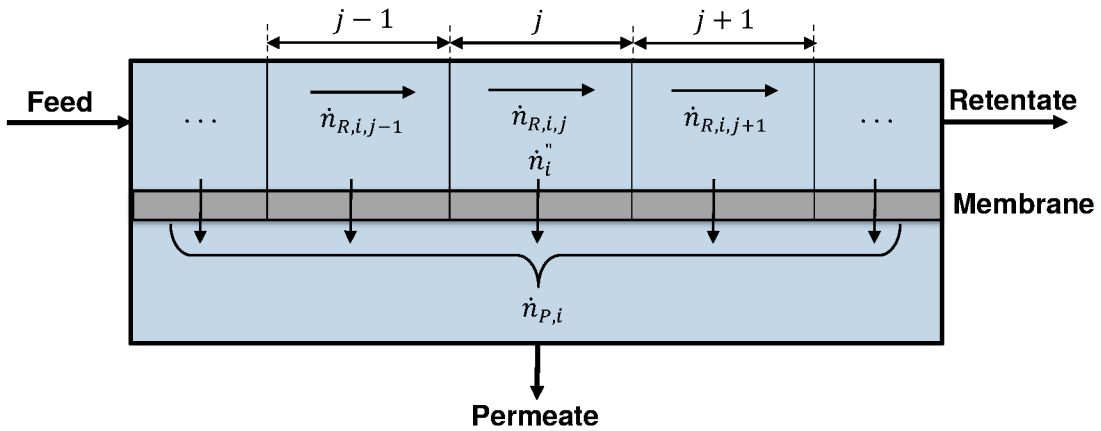 j − 1
j
j + 1
Feed
Retentate
...
ṅ_{R,i,j−1}
ṅ_{R,i,j}
ṅ_{R,i,j+1}
...
ṅ_i^{"}
Membrane
ṅ_{P,i}
Permeate